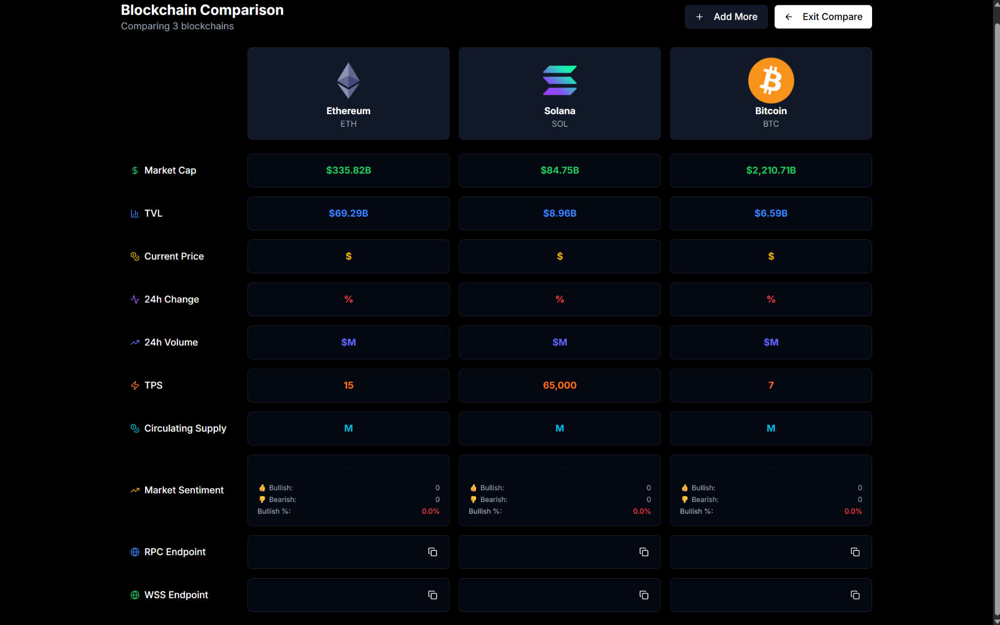 Blockchain Comparison
Comparing 3 blockchains
+ Add More
← Exit Compare
Ethereum
ETH
Solana
SOL
Bitcoin
BTC
Market Cap $335.82B $84.75B $2,210.71B
TVL $69.29B $8.96B $6.59B
Current Price $ $ $
24h Change % % %
24h Volume $M $M $M
TPS 15 65,000 7
Circulating Supply M M M
Market Sentiment
👍 Bullish: 0
👎 Bearish: 0
Bullish %: 0.0%
👍 Bullish: 0
👎 Bearish: 0
Bullish %: 0.0%
👍 Bullish: 0
👎 Bearish: 0
Bullish %: 0.0%
RPC Endpoint
WSS Endpoint